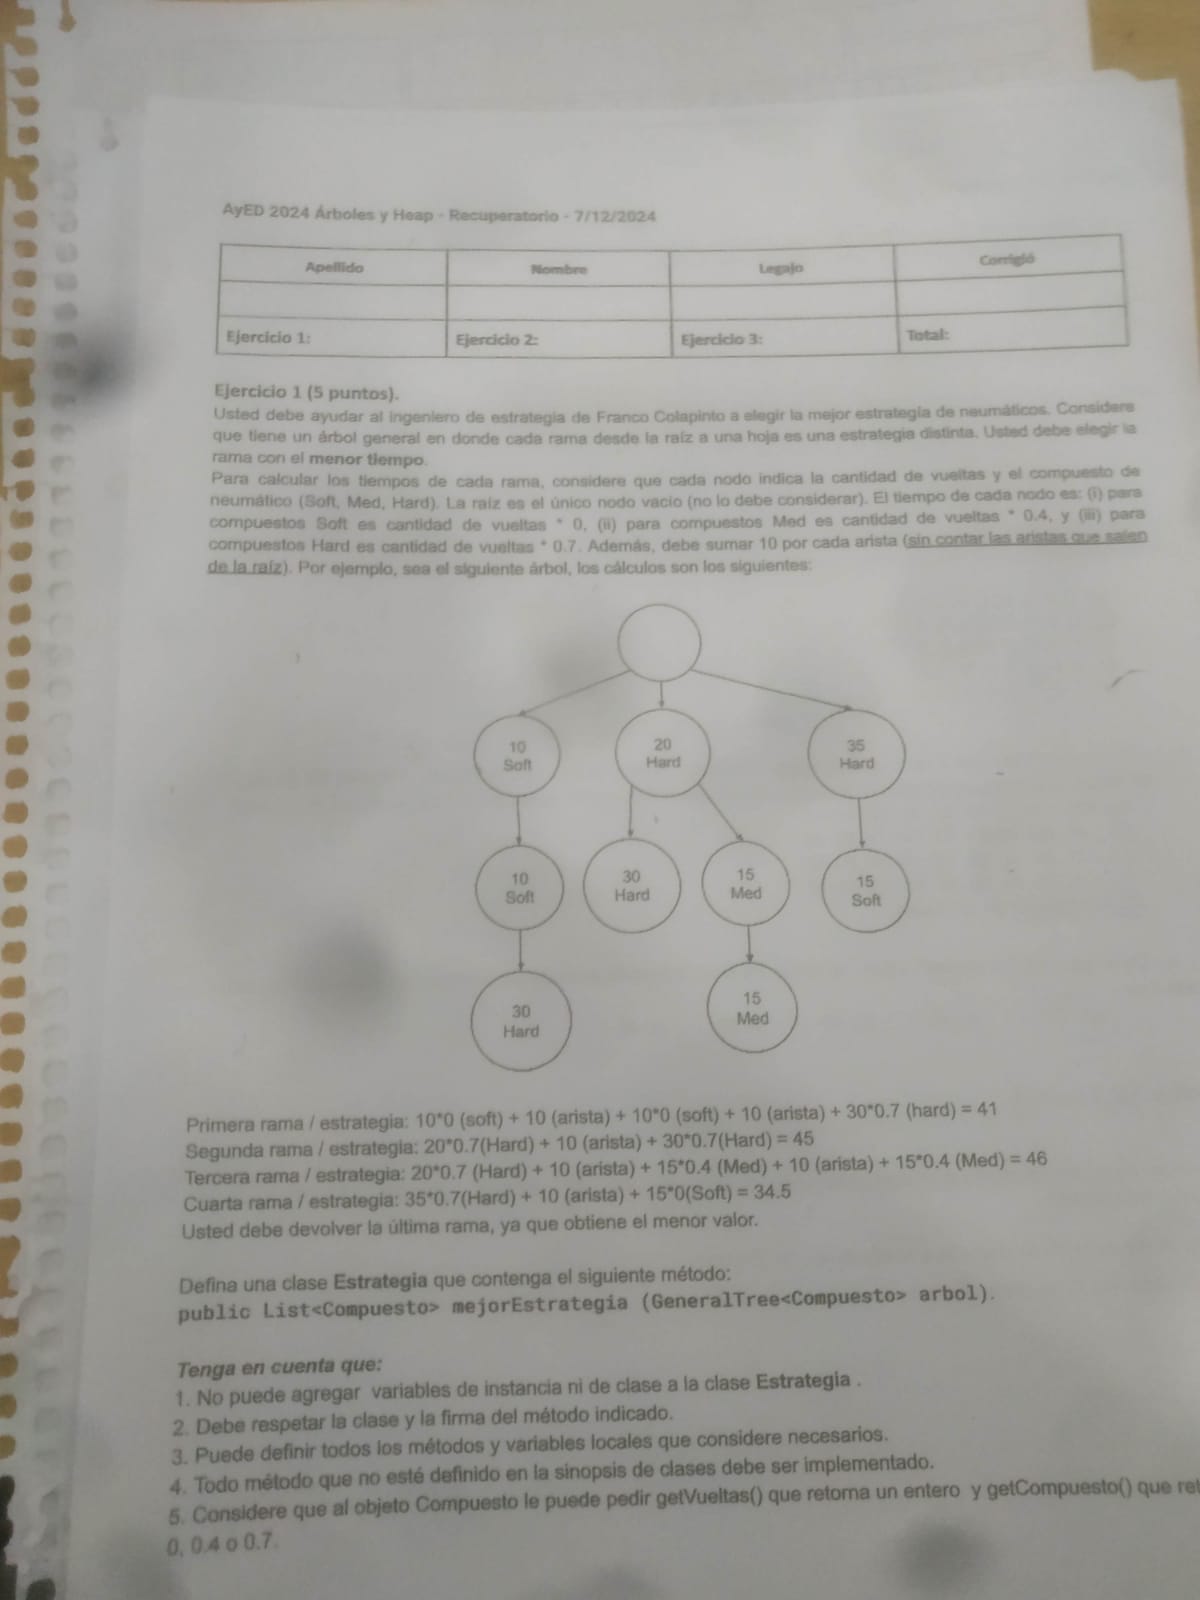 AyED 2024 Árboles y Heap - Recuperatorio - 7/12/2024
Apellido Nombre Legajo Corrigió
Ejercicio 1: Ejercicio 2: Ejercicio 3: Total:
Ejercicio 1 (5 puntos).
Usted debe ayudar al ingeniero de estrategia de Franco Colapinto a elegir la mejor estrategia de neumáticos. Considere
que tiene un árbol general en donde cada rama desde la raíz a una hoja es una estrategia distinta. Usted debe elegir la
rama con el menor tiempo.
Para calcular los tiempos de cada rama, considere que cada nodo indica la cantidad de vueltas y el compuesto de
neumático (Soft, Med, Hard). La raíz es el único nodo vacío (no lo debe considerar). El tiempo de cada nodo es: (i) para
compuestos Soft es cantidad de vueltas * 0, (ii) para compuestos Med es cantidad de vueltas * 0.4, y (iii) para
compuestos Hard es cantidad de vueltas * 0.7. Además, debe sumar 10 por cada arista (sin contar las aristas que salen
de la raíz). Por ejemplo, sea el siguiente árbol, los cálculos son los siguientes:
10 20 35
Soft Hard Hard
10 30 15 15
Soft Hard Med Soft
30 15
Hard Med
Primera rama / estrategia: 10*0 (soft) + 10 (arista) + 10*0 (soft) + 10 (arista) + 30*0.7 (hard) = 41
Segunda rama / estrategia: 20*0.7(Hard) + 10 (arista) + 30*0.7(Hard) = 45
Tercera rama / estrategia: 20*0.7 (Hard) + 10 (arista) + 15*0.4 (Med) + 10 (arista) + 15*0.4 (Med) = 46
Cuarta rama / estrategia: 35*0.7(Hard) + 10 (arista) + 15*0(Soft) = 34.5
Usted debe devolver la última rama, ya que obtiene el menor valor.
Defina una clase Estrategia que contenga el siguiente método:
public List<Compuesto> mejorEstrategia (GeneralTree<Compuesto> arbol).
Tenga en cuenta que:
1. No puede agregar variables de instancia ni de clase a la clase Estrategia .
2. Debe respetar la clase y la firma del método indicado.
3. Puede definir todos los métodos y variables locales que considere necesarios.
4. Todo método que no esté definido en la sinopsis de clases debe ser implementado.
5. Considere que al objeto Compuesto le puede pedir getVueltas() que retorna un entero y getCompuesto() que ret
0, 0.4 o 0.7.